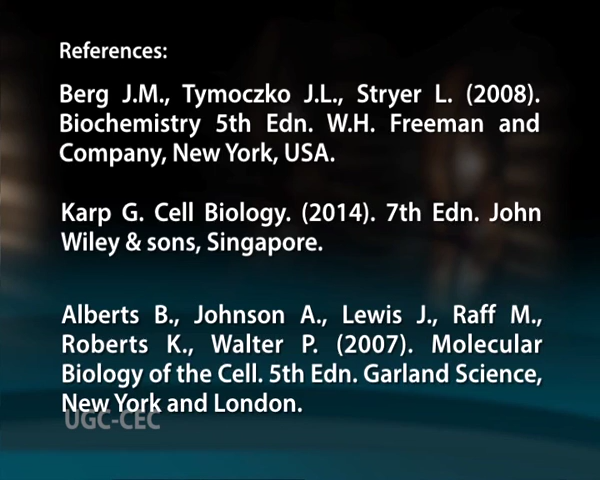 References:
Berg J.M., Tymoczko J.L., Stryer L. (2008).
Biochemistry 5th Edn. W.H. Freeman and
Company, New York, USA.
Karp G. Cell Biology. (2014). 7th Edn. John
Wiley & sons, Singapore.
Alberts B., Johnson A., Lewis J., Raff M.,
Roberts K., Walter P. (2007). Molecular
Biology of the Cell. 5th Edn. Garland Science,
New York and London.
UGC-CEC